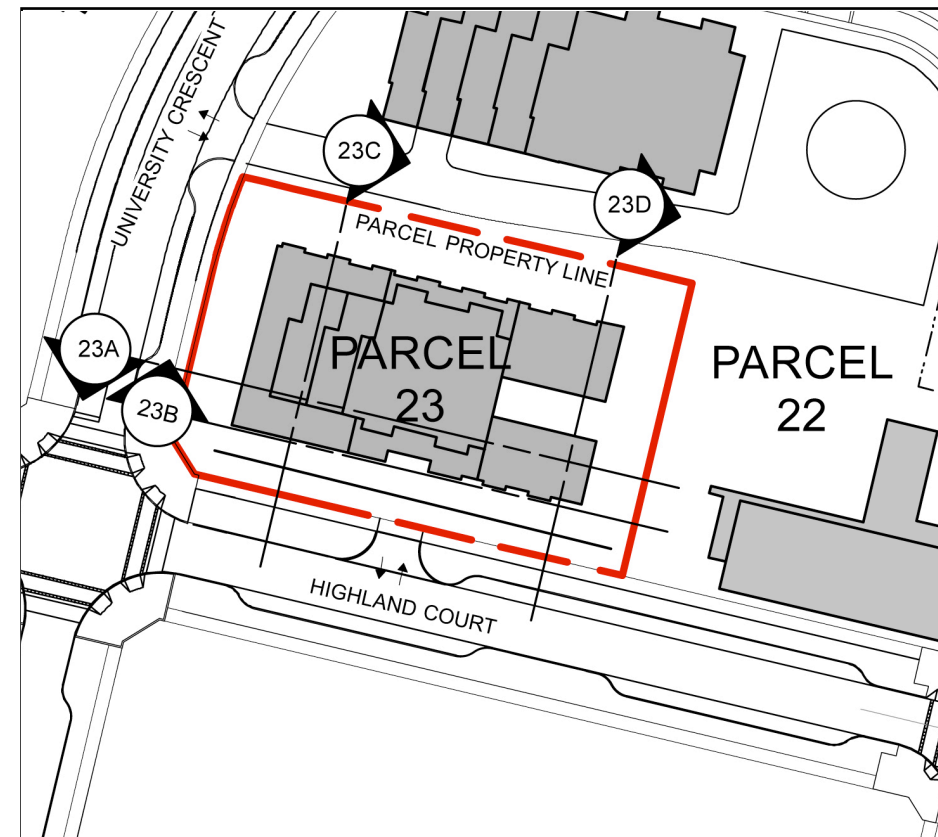 UNIVERSITY CRESCENT
23C
23D
PARCEL PROPERTY LINE
23A
23B
PARCEL
23
PARCEL
22
HIGHLAND COURT